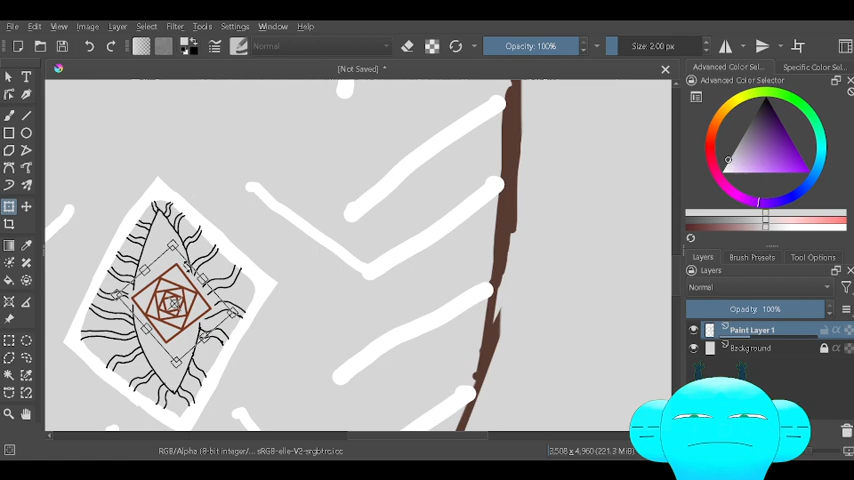 File Edit View Image Layer Select Filter Tools Settings Window Help
Normal Opacity: 100% Size: 2.00 px
[Not Saved] *
Advanced Color Sel... Specific Color Sel...
Advanced Color Selector
Layers Brush Presets Tool Options
Layers
Normal
Opacity: 100%
Paint Layer 1
Background
RGB/Alpha (8-bit integer/... sRGB-elle-V2-srgbtrc.icc 3,508 x 4,960 (221.3 MiB)